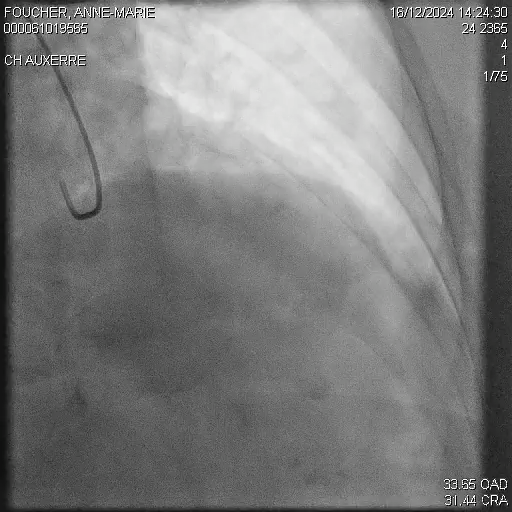 FOUCHER, ANNE-MARIE
000081019585
CH AUXERRE
16/12/2024 14:24:30
24 2365
4
1
1/75
33.65 OAD
31.44 CRA